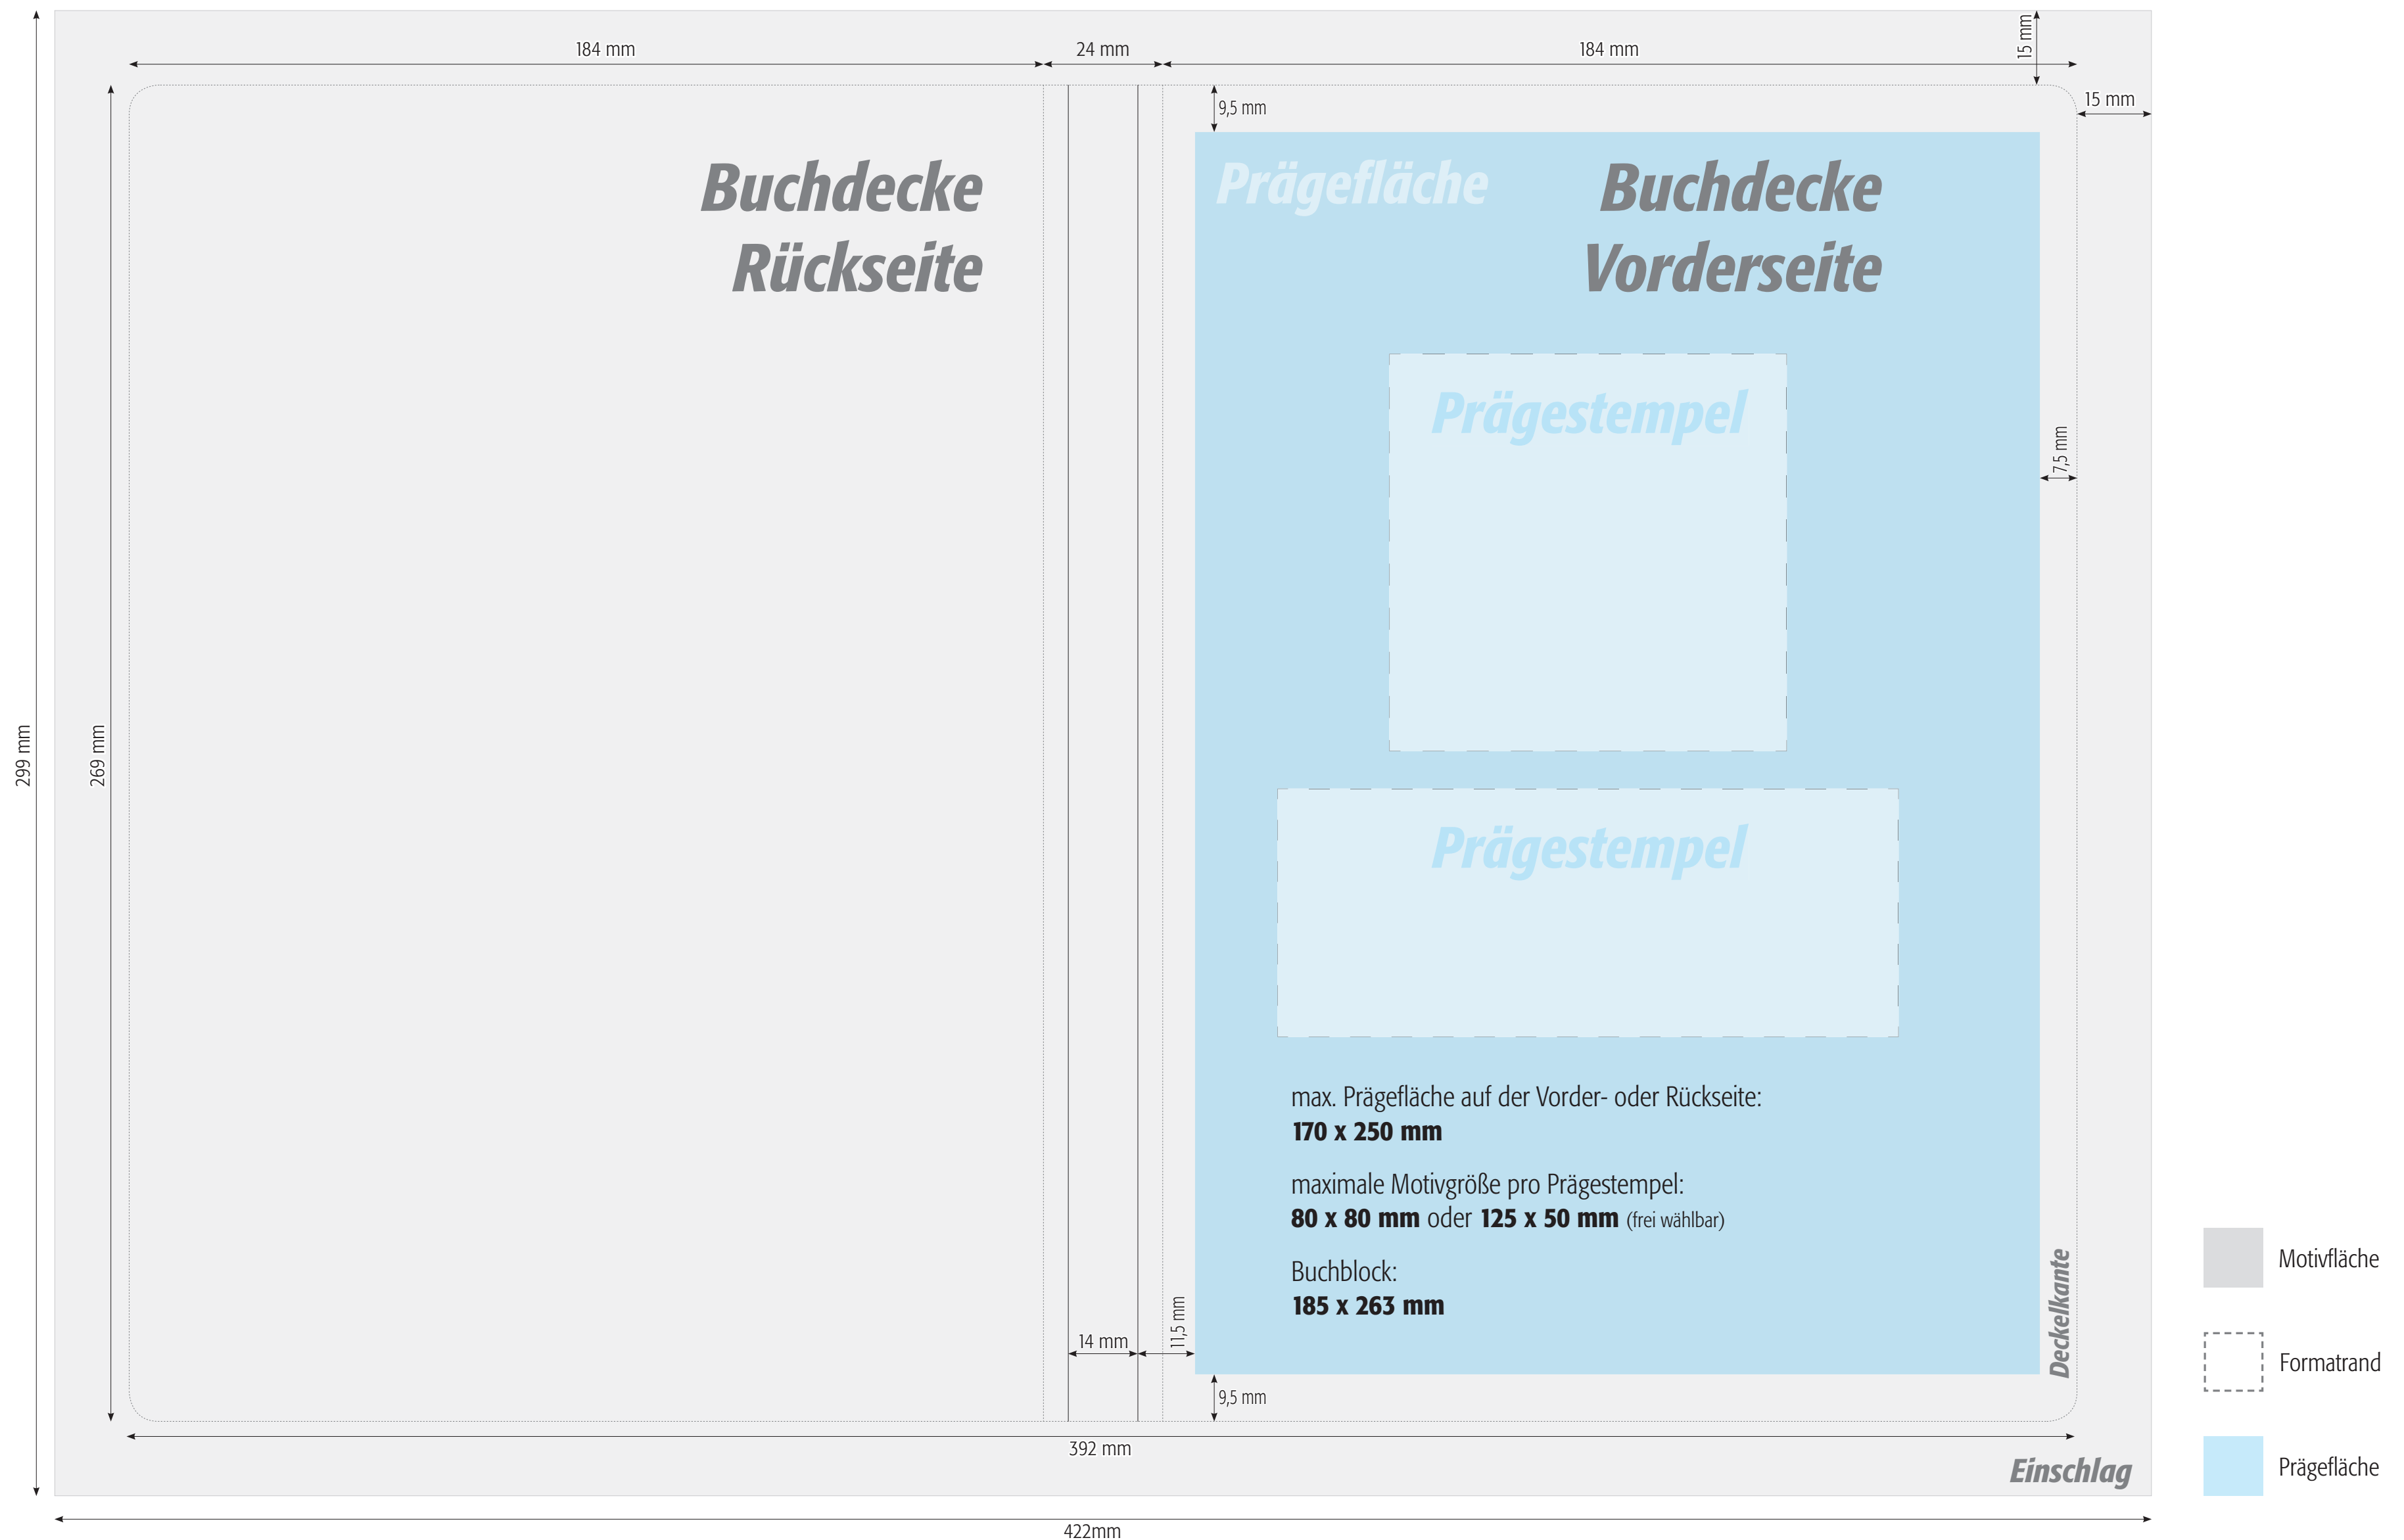 184 mm
24 mm
184 mm
15 mm
15 mm
9,5 mm
Buchdecke
Rückseite
Prägefläche
Buchdecke
Vorderseite
Prägestempel
7,5 mm
299 mm
269 mm
Prägestempel
max. Prägefläche auf der Vorder- oder Rückseite:
170 x 250 mm
maximale Motivgröße pro Prägestempel:
80 x 80 mm oder 125 x 50 mm (frei wählbar)
Buchblock:
185 x 263 mm
14 mm
11,5 mm
Deckelkante
9,5 mm
392 mm
Einschlag
422mm
Motivfläche
Formatrand
Prägefläche